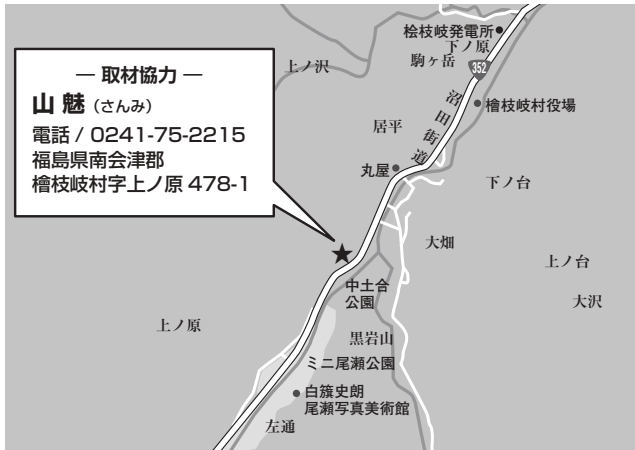 ― 取材協力 ―
山 魅（さんみ）
電話 / 0241-75-2215
福島県南会津郡
檜枝岐村字上ノ原 478-1
桧枝岐発電所
下ノ原
駒ヶ岳
上ノ沢
352
沼田街道
檜枝岐村役場
居平
丸屋
下ノ台
大畑
上ノ台
大沢
中土合
公園
上ノ原
黒岩山
ミニ尾瀬公園
白籏史朗
尾瀬写真美術館
左通